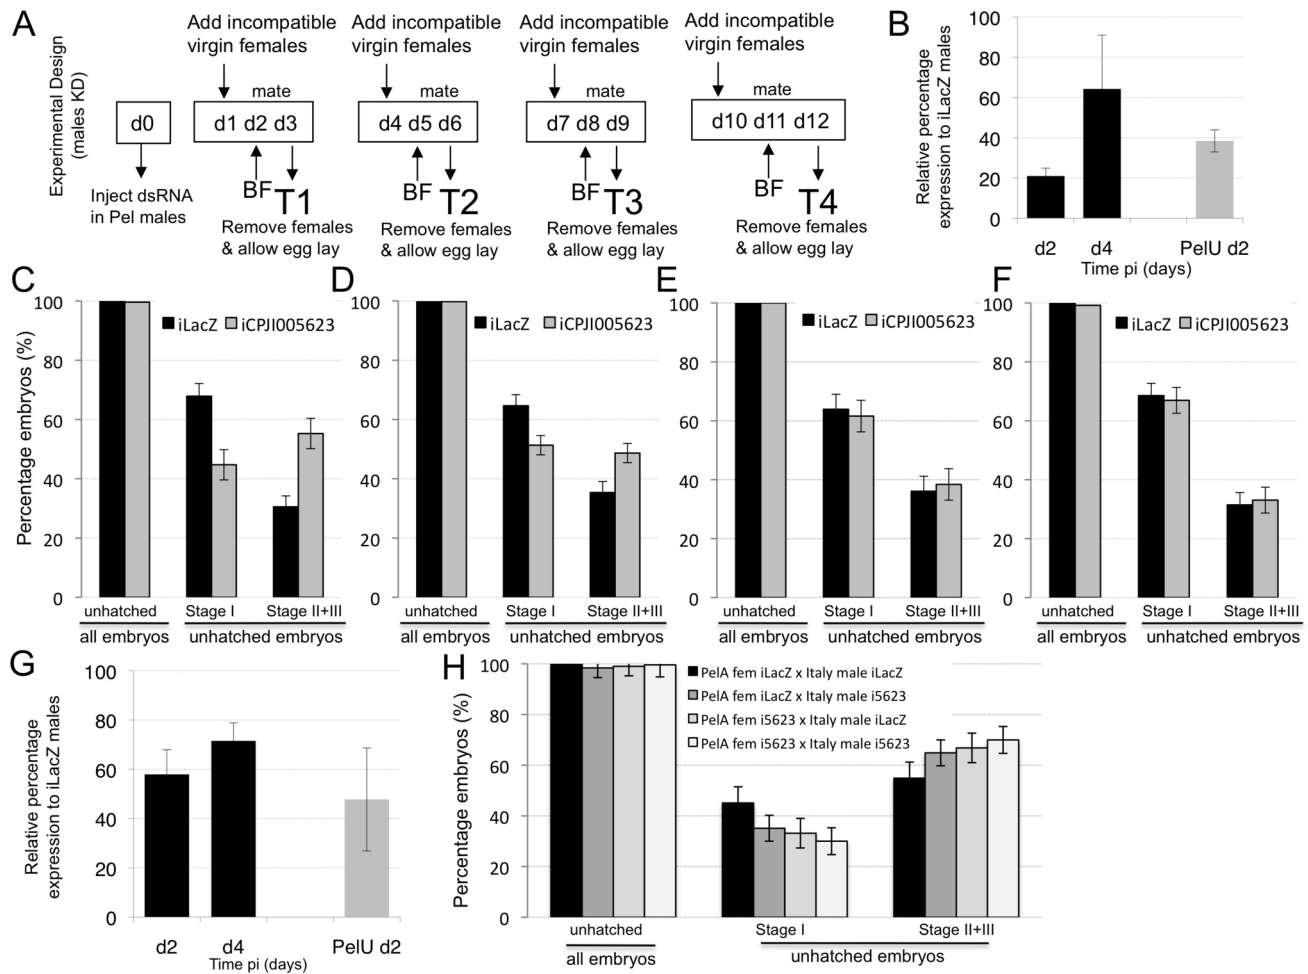 A
Experimental Design
(males KD)
d0
Inject dsRNA
in Pel males
Add incompatible
virgin females
mate
d1 d2 d3
BF
T1
Remove females
& allow egg lay
Add incompatible
virgin females
mate
d4 d5 d6
BF
T2
Remove females
& allow egg lay
Add incompatible
virgin females
mate
d7 d8 d9
BF
T3
Remove females
& allow egg lay
Add incompatible
virgin females
mate
d10 d11 d12
BF
T4
Remove females
& allow egg lay
B
Relative percentage
expression to iLacZ males
100
80
60
40
20
0
d2 d4 PelU d2
Time pi (days)
C
Percentage embryos (%)
100
80
60
40
20
0
iLacZ iCPJI005623
unhatched Stage I Stage II+III
all embryos unhatched embryos
D
100
80
60
40
20
0
iLacZ iCPJI005623
unhatched Stage I Stage II+III
all embryos unhatched embryos
E
100
80
60
40
20
0
iLacZ iCPJI005623
unhatched Stage I Stage II+III
all embryos unhatched embryos
F
100
80
60
40
20
0
iLacZ iCPJI005623
unhatched Stage I Stage II+III
all embryos unhatched embryos
G
Relative percentage
expression to iLacZ males
100
80
60
40
20
0
d2 d4 PelU d2
Time pi (days)
H
Percentage embryos (%)
100
80
60
40
20
0
PelA fem iLacZ x Italy male iLacZ
PelA fem iLacZ x Italy male i5623
PelA fem i5623 x Italy male iLacZ
PelA fem i5623 x Italy male i5623
unhatched Stage I Stage II+III
all embryos unhatched embryos